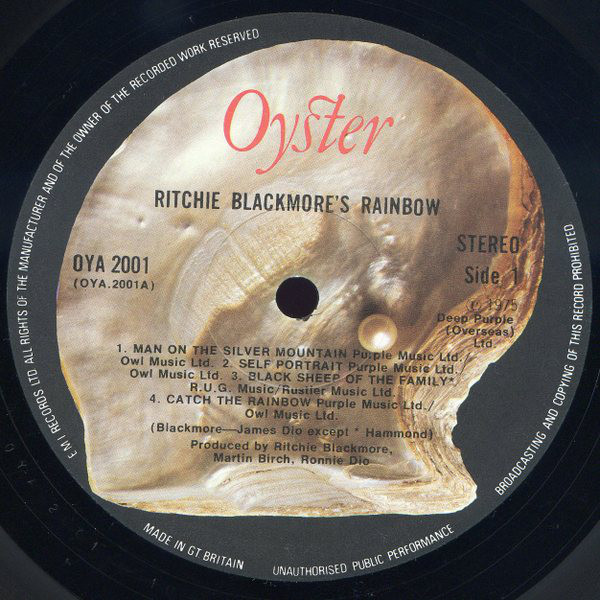 E M I RECORDS LTD ALL RIGHTS OF THE MANUFACTURER AND OF THE OWNER OF THE RECORDED WORK RESERVED
Oyster
RITCHIE BLACKMORE'S RAINBOW
OYA 2001
(OYA.2001A)
STEREO
Side 1
℗ 1975
Deep Purple
(Overseas)
Ltd
1. MAN ON THE SILVER MOUNTAIN Purple Music Ltd./
Owl Music Ltd. 2. SELF PORTRAIT Purple Music Ltd./
Owl Music Ltd. 3. BLACK SHEEP OF THE FAMILY*
R.U.G. Music/Rustier Music Ltd.
4. CATCH THE RAINBOW Purple Music Ltd./
Owl Music Ltd.
(Blackmore—James Dio except * Hammond)
Produced by Ritchie Blackmore,
Martin Birch, Ronnie Dio
MADE IN GT BRITAIN
UNAUTHORISED PUBLIC PERFORMANCE
BROADCASTING AND COPYING OF THIS RECORD PROHIBITED